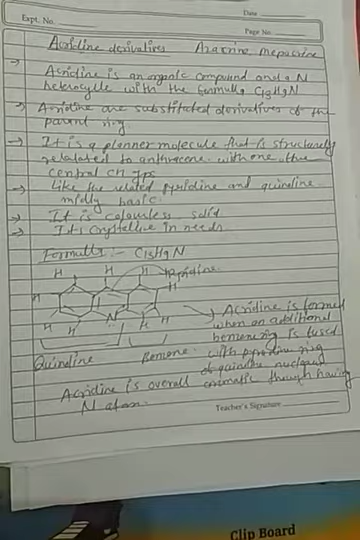 Date
Expt. No.
Page No.
Acridine derivatives Atabrine Mepacrine
→ Acridine is an organic compound and a N
heterocycle with the formula C13H9N
→ Acridine are substituted derivatives of the
parent ring
→ It is a planner molecule that is structurally
related to anthracene with one of the
central CH
→ Like the related pyridine and quinoline
mildly basic
→ It is colourless solid
→ It is crystalline in needs
Formulla :- C13H9N
H H H Pyridine
H H
H H N H
Quinoline Benzene
→ Acridine is formed
when an additional
benzene ring is fused
with pyridine ring
of quinoline nucleus
Acridine is overall aromatic though having
N atom.
Teacher's Signature
Clip Board